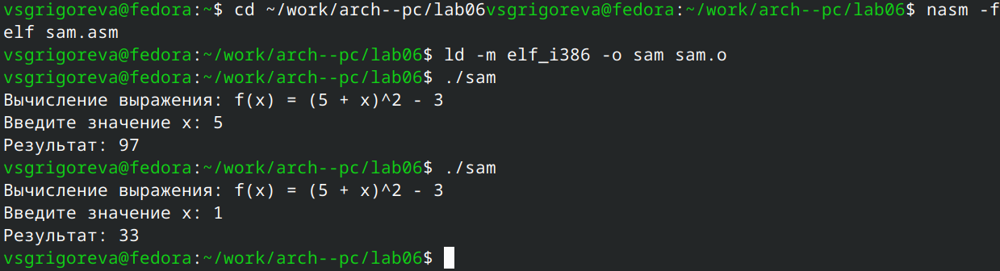 vsgrigoreva@fedora:~$ cd ~/work/arch--pc/lab06vsgrigoreva@fedora:~/work/arch--pc/lab06$ nasm -f
elf sam.asm
vsgrigoreva@fedora:~/work/arch--pc/lab06$ ld -m elf_i386 -o sam sam.o
vsgrigoreva@fedora:~/work/arch--pc/lab06$ ./sam
Вычисление выражения: f(x) = (5 + x)^2 - 3
Введите значение x: 5
Результат: 97
vsgrigoreva@fedora:~/work/arch--pc/lab06$ ./sam
Вычисление выражения: f(x) = (5 + x)^2 - 3
Введите значение x: 1
Результат: 33
vsgrigoreva@fedora:~/work/arch--pc/lab06$